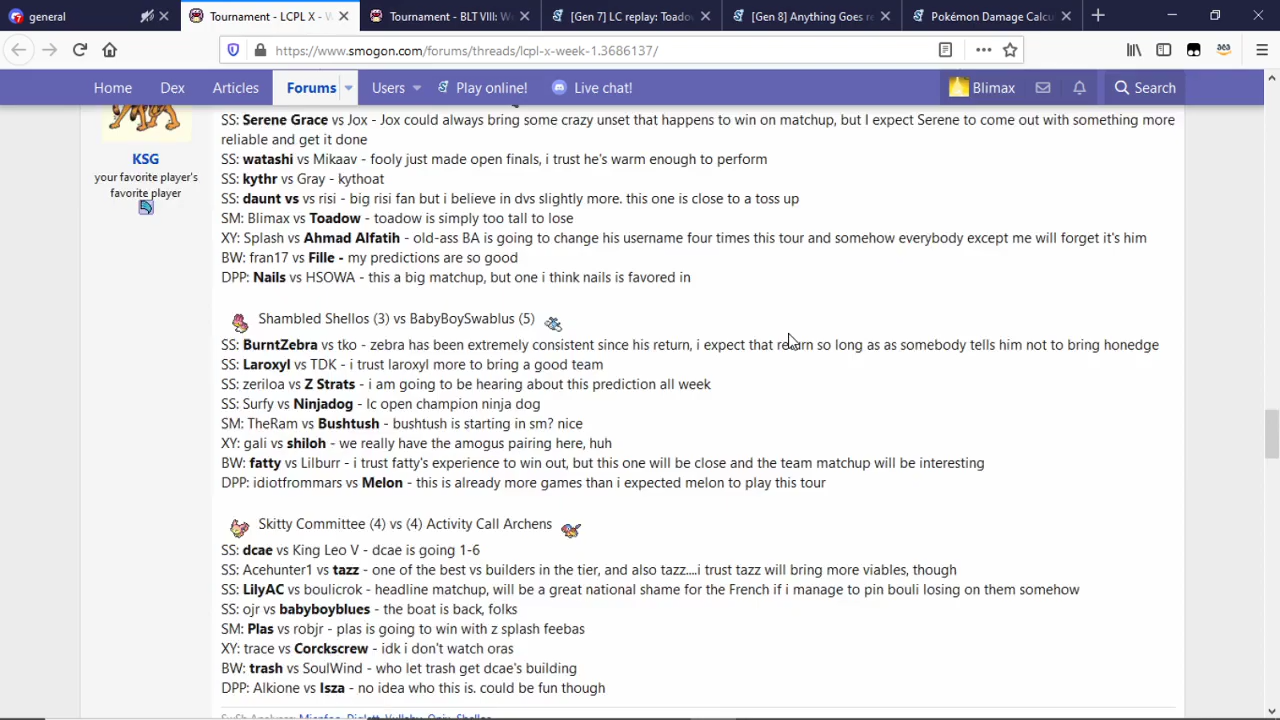 general
Tournament - LCPL X - W
Tournament - BLT VIII: We
[Gen 7] LC replay: Toadov
[Gen 8] Anything Goes re
Pokémon Damage Calcu
https://www.smogon.com/forums/threads/lcpl-x-week-1.3686137/
Home Dex Articles Forums Users Play online! Live chat! Blimax Search
KSG
your favorite player's
favorite player
SS: Serene Grace vs Jox - Jox could always bring some crazy unset that happens to win on matchup, but I expect Serene to come out with something more
reliable and get it done
SS: watashi vs Mikaav - fooly just made open finals, i trust he's warm enough to perform
SS: kythr vs Gray - kythoat
SS: daunt vs vs risi - big risi fan but i believe in dvs slightly more. this one is close to a toss up
SM: Blimax vs Toadow - toadow is simply too tall to lose
XY: Splash vs Ahmad Alfatih - old-ass BA is going to change his username four times this tour and somehow everybody except me will forget it's him
BW: fran17 vs Fille - my predictions are so good
DPP: Nails vs HSOWA - this a big matchup, but one i think nails is favored in
Shambled Shellos (3) vs BabyBoySwablus (5)
SS: BurntZebra vs tko - zebra has been extremely consistent since his return, i expect that return so long as as somebody tells him not to bring honedge
SS: Laroxyl vs TDK - i trust laroxyl more to bring a good team
SS: zeriloa vs Z Strats - i am going to be hearing about this prediction all week
SS: Surfy vs Ninjadog - lc open champion ninja dog
SM: TheRam vs Bushtush - bushtush is starting in sm? nice
XY: gali vs shiloh - we really have the amogus pairing here, huh
BW: fatty vs Lilburr - i trust fatty's experience to win out, but this one will be close and the team matchup will be interesting
DPP: idiotfrommars vs Melon - this is already more games than i expected melon to play this tour
Skitty Committee (4) vs (4) Activity Call Archens
SS: dcae vs King Leo V - dcae is going 1-6
SS: Acehunter1 vs tazz - one of the best vs builders in the tier, and also tazz....i trust tazz will bring more viables, though
SS: LilyAC vs boulicrok - headline matchup, will be a great national shame for the French if i manage to pin bouli losing on them somehow
SS: ojr vs babyboyblues - the boat is back, folks
SM: Plas vs robjr - plas is going to win with z splash feebas
XY: trace vs Corckscrew - idk i don't watch oras
BW: trash vs SoulWind - who let trash get dcae's building
DPP: Alkione vs Isza - no idea who this is. could be fun though